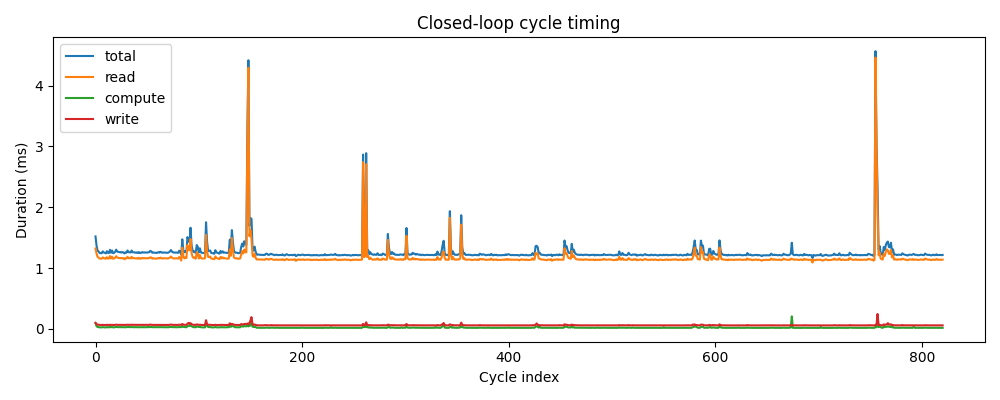 Closed-loop cycle timing
total
read
compute
write
Duration (ms)
4
3
2
1
0
0 200 400 600 800
Cycle index